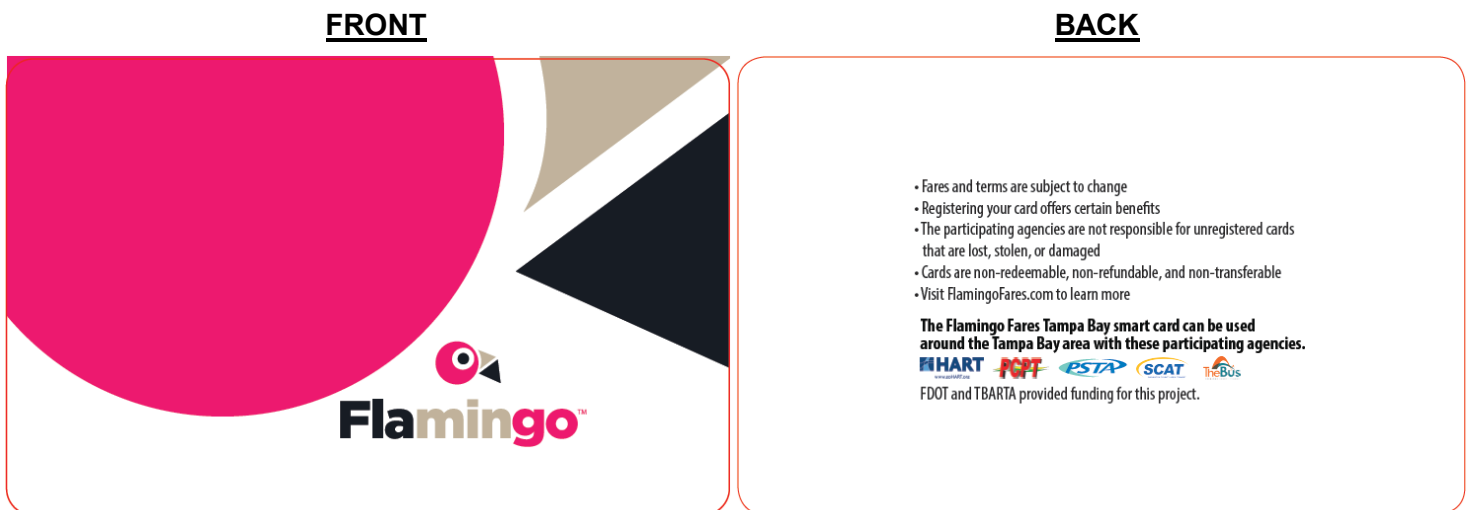 FRONT
BACK
Flamingo™
• Fares and terms are subject to change
• Registering your card offers certain benefits
• The participating agencies are not responsible for unregistered cards
that are lost, stolen, or damaged
• Cards are non-redeemable, non-refundable, and non-transferable
• Visit FlamingoFares.com to learn more
The Flamingo Fares Tampa Bay smart card can be used
around the Tampa Bay area with these participating agencies.
HART PCPT PSTA SCAT TheBus
FDOT and TBARTA provided funding for this project.